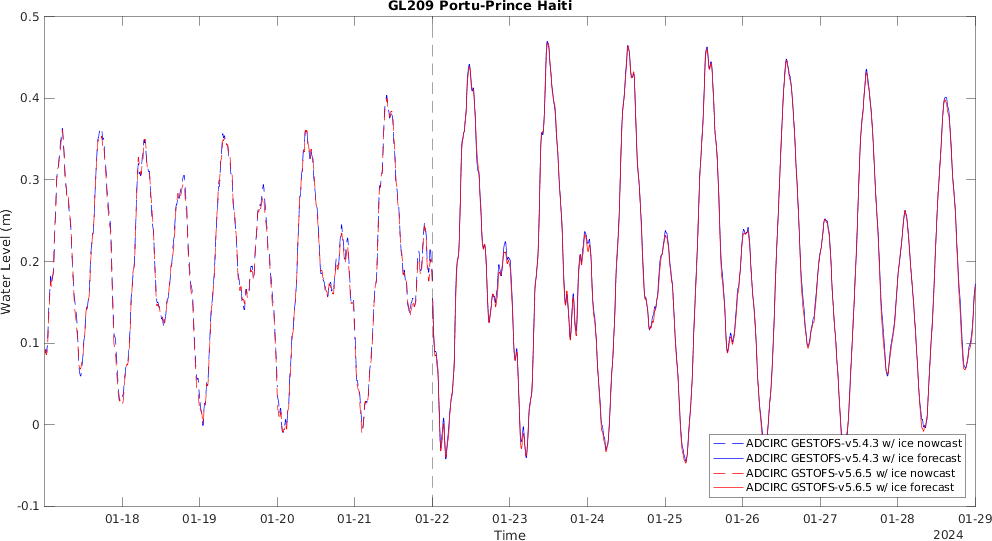 GL209 Portu-Prince Haiti
0.5
0.4
0.3
0.2
0.1
0
-0.1
Water Level (m)
ADCIRC GESTOFS-v5.4.3 w/ ice nowcast
ADCIRC GESTOFS-v5.4.3 w/ ice forecast
ADCIRC GSTOFS-v5.6.5 w/ ice nowcast
ADCIRC GSTOFS-v5.6.5 w/ ice forecast
01-18 01-19 01-20 01-21 01-22 01-23 01-24 01-25 01-26 01-27 01-28 01-29
Time
2024